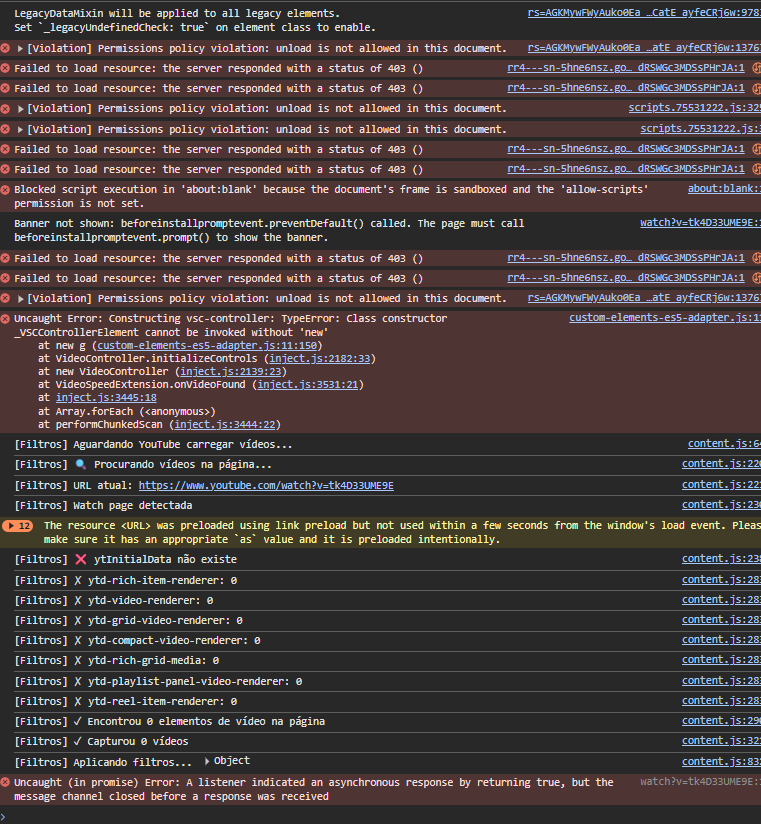 LegacyDataMixin will be applied to all legacy elements. rs=AGKMywFWyAuko0Ea …CatE ayfeCRj6w:978
Set `_legacyUndefinedCheck: true` on element class to enable.
[Violation] Permissions policy violation: unload is not allowed in this document. rs=AGKMywFWyAuko0Ea …atE ayfeCRj6w:1376
Failed to load resource: the server responded with a status of 403 () rr4---sn-5hne6nsz.go… dRSWGc3MDSsPHrJA:1
Failed to load resource: the server responded with a status of 403 () rr4---sn-5hne6nsz.go… dRSWGc3MDSsPHrJA:1
[Violation] Permissions policy violation: unload is not allowed in this document. scripts.75531222.js:325
[Violation] Permissions policy violation: unload is not allowed in this document. scripts.75531222.js:
Failed to load resource: the server responded with a status of 403 () rr4---sn-5hne6nsz.go… dRSWGc3MDSsPHrJA:1
Failed to load resource: the server responded with a status of 403 () rr4---sn-5hne6nsz.go… dRSWGc3MDSsPHrJA:1
Blocked script execution in 'about:blank' because the document's frame is sandboxed and the 'allow-scripts' about:blank:
permission is not set.
Banner not shown: beforeinstallpromptevent.preventDefault() called. The page must call watch?v=tk4D33UME9E:
beforeinstallpromptevent.prompt() to show the banner.
Failed to load resource: the server responded with a status of 403 () rr4---sn-5hne6nsz.go… dRSWGc3MDSsPHrJA:1
Failed to load resource: the server responded with a status of 403 () rr4---sn-5hne6nsz.go… dRSWGc3MDSsPHrJA:1
[Violation] Permissions policy violation: unload is not allowed in this document. rs=AGKMywFWyAuko0Ea …atE ayfeCRj6w:1376
Uncaught Error: Constructing vsc-controller: TypeError: Class constructor custom-elements-es5-adapter.js:11
_VSCControllerElement cannot be invoked without 'new'
at new g (custom-elements-es5-adapter.js:11:150)
at VideoController.initializeControls (inject.js:2182:33)
at new VideoController (inject.js:2139:23)
at VideoSpeedExtension.onVideoFound (inject.js:3531:21)
at inject.js:3445:18
at Array.forEach (<anonymous>)
at performChunkedScan (inject.js:3444:22)
[Filtros] Aguardando YouTube carregar vídeos... content.js:64
[Filtros] 🔍 Procurando vídeos na página... content.js:220
[Filtros] URL atual: https://www.youtube.com/watch?v=tk4D33UME9E content.js:221
[Filtros] Watch page detectada content.js:230
12 The resource <URL> was preloaded using link preload but not used within a few seconds from the window's load event. Pleas
make sure it has an appropriate `as` value and it is preloaded intentionally.
[Filtros] ❌ ytInitialData não existe content.js:238
[Filtros] ✗ ytd-rich-item-renderer: 0 content.js:283
[Filtros] ✗ ytd-video-renderer: 0 content.js:283
[Filtros] ✗ ytd-grid-video-renderer: 0 content.js:283
[Filtros] ✗ ytd-compact-video-renderer: 0 content.js:283
[Filtros] ✗ ytd-rich-grid-media: 0 content.js:283
[Filtros] ✗ ytd-playlist-panel-video-renderer: 0 content.js:283
[Filtros] ✗ ytd-reel-item-renderer: 0 content.js:283
[Filtros] ✓ Encontrou 0 elementos de vídeo na página content.js:290
[Filtros] ✓ Capturou 0 vídeos content.js:321
[Filtros] Aplicando filtros... Object content.js:832
Uncaught (in promise) Error: A listener indicated an asynchronous response by returning true, but the watch?v=tk4D33UME9E:
message channel closed before a response was received